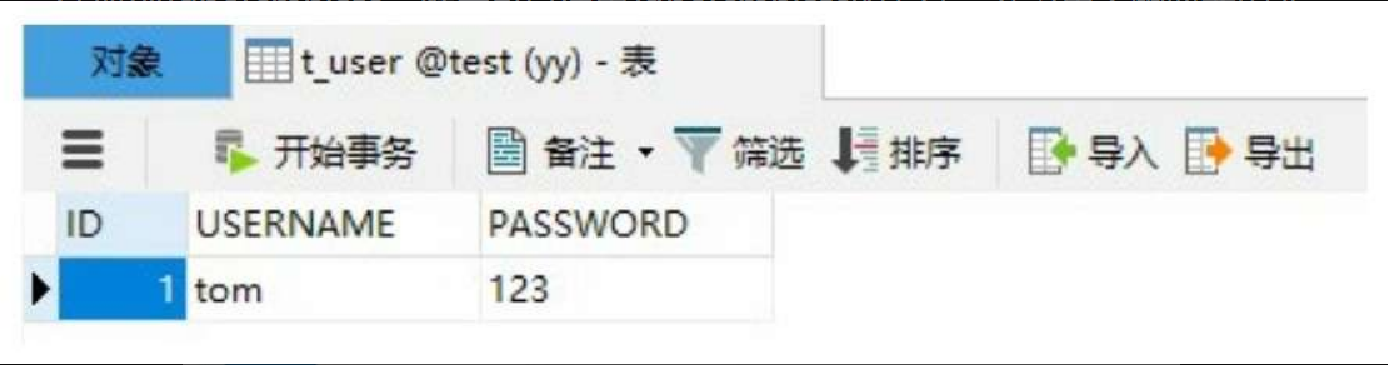 对象 t_user @test (yy) - 表
开始事务 备注 筛选 排序 导入 导出
ID USERNAME PASSWORD
1 tom 123